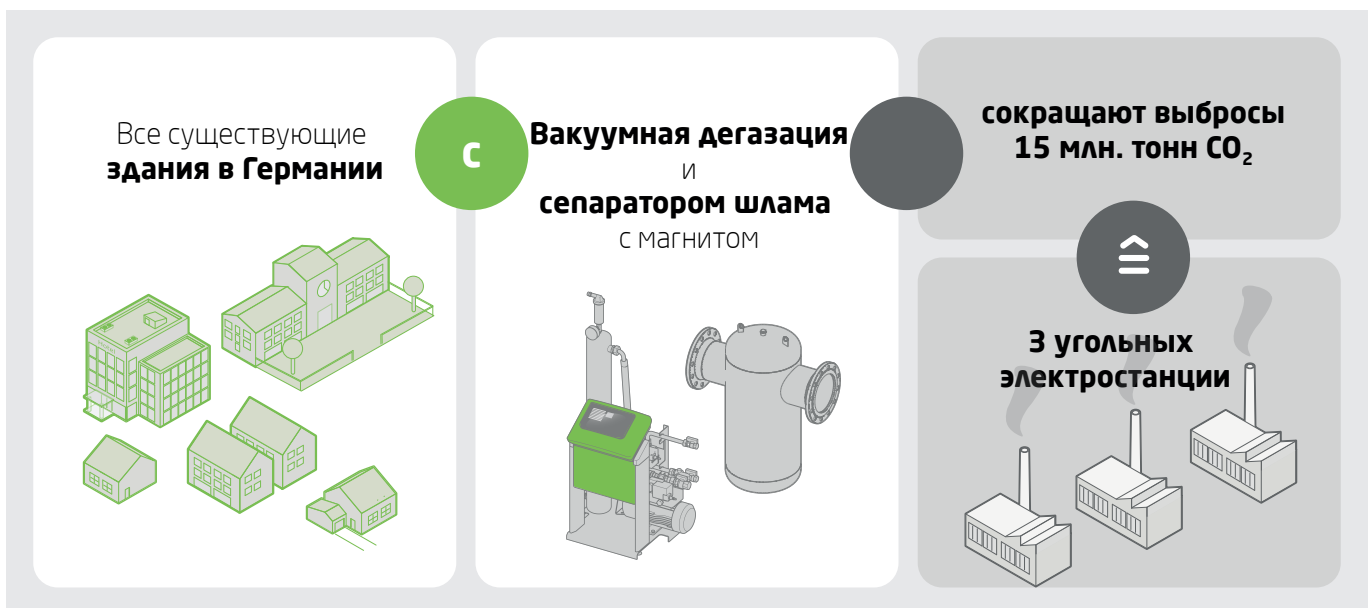 Все существующие
здания в Германии
с
Вакуумная дегазация
и
сепаратором шлама
с магнитом
сокращают выбросы
15 млн. тонн CO₂
≙
3 угольных
электростанции